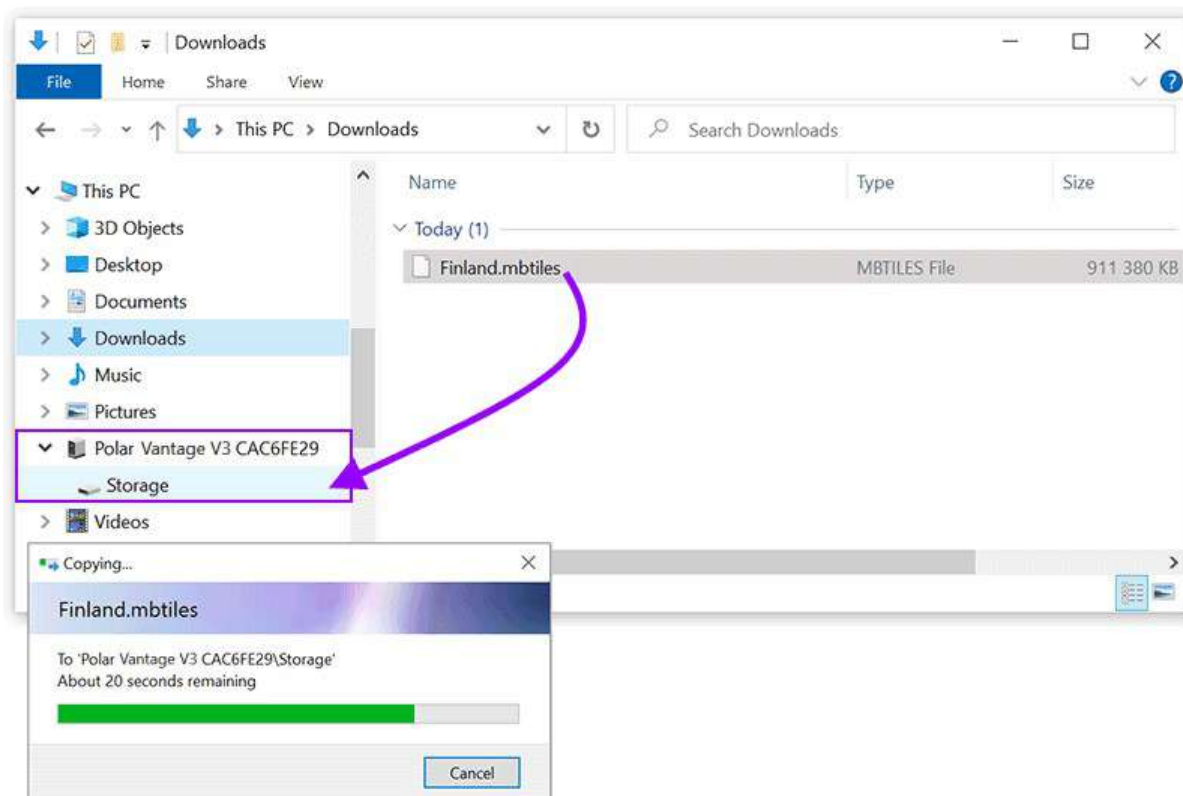 Downloads
File Home Share View
This PC > Downloads
Search Downloads
Name Type Size
This PC
3D Objects
Today (1)
Desktop
Finland.mbtiles MBTILES File 911 380 KB
Documents
Downloads
Music
Pictures
Polar Vantage V3 CAC6FE29
Storage
Videos
Copying...
Finland.mbtiles
To 'Polar Vantage V3 CAC6FE29\Storage'
About 20 seconds remaining
Cancel